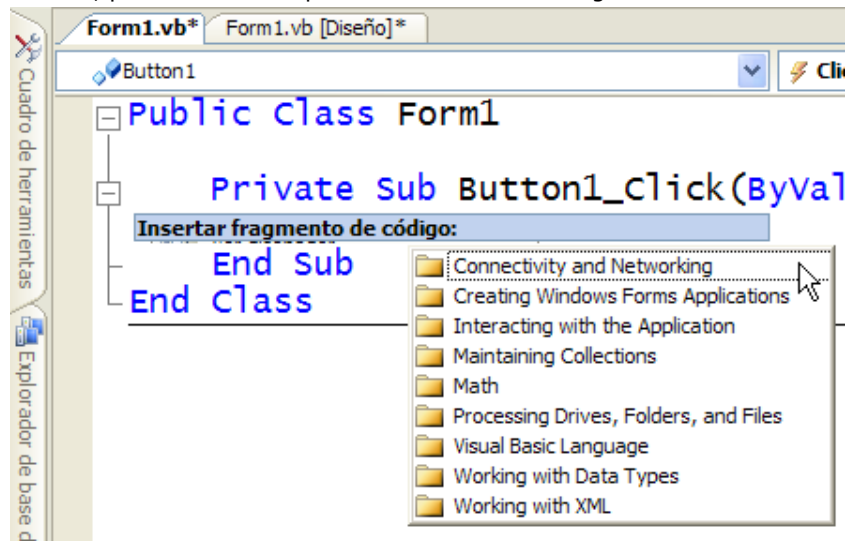 Form1.vb* Form1.vb [Diseño]*
Button1
Public Class Form1
Private Sub Button1_Click(ByVal
Insertar fragmento de código:
End Sub
End Class
Connectivity and Networking
Creating Windows Forms Applications
Interacting with the Application
Maintaining Collections
Math
Processing Drives, Folders, and Files
Visual Basic Language
Working with Data Types
Working with XML
Cuadro de herramientas
Explorador de base